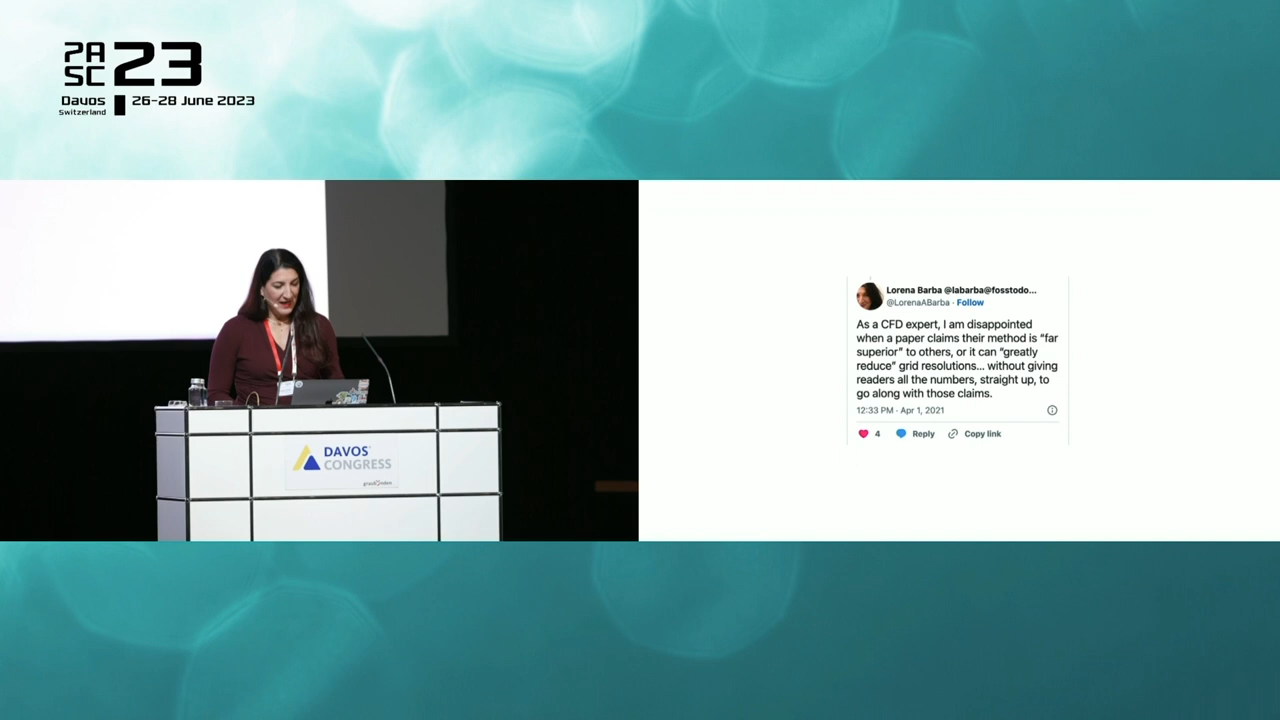 PASC 23
Davos
Switzerland
26-28 June 2023
DAVOS
CONGRESS
graubünden
Lorena Barba @labarba@fosstodo...
@LorenaABarba · Follow
As a CFD expert, I am disappointed
when a paper claims their method is “far
superior” to others, or it can “greatly
reduce” grid resolutions... without giving
readers all the numbers, straight up, to
go along with those claims.
12:33 PM · Apr 1, 2021
4 Reply Copy link